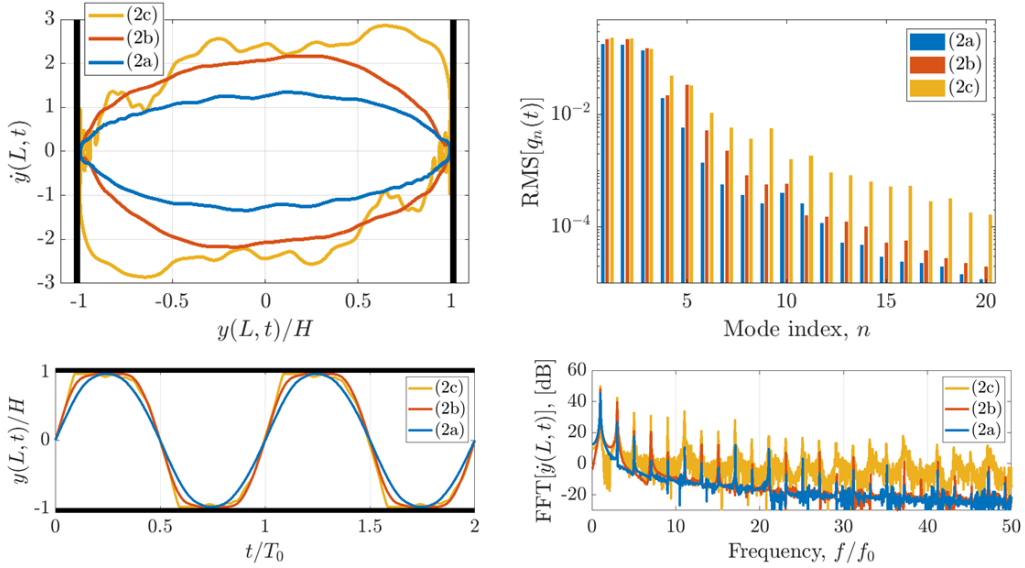 (2c)
(2b)
(2a)
3
2
1
0
-1
-2
-3
ẏ(L, t)
-1
-0.5
0
0.5
1
y(L, t)/H
(2a)
(2b)
(2c)
10⁻²
10⁻⁴
RMS[qₙ(t)]
5
10
15
20
Mode index, n
(2c)
(2b)
(2a)
1
0
-1
y(L, t)/H
0
0.5
1
1.5
2
t/T₀
(2c)
(2b)
(2a)
60
40
20
0
-20
FFT[ẏ(L, t)], [dB]
0
10
20
30
40
50
Frequency, f/f₀